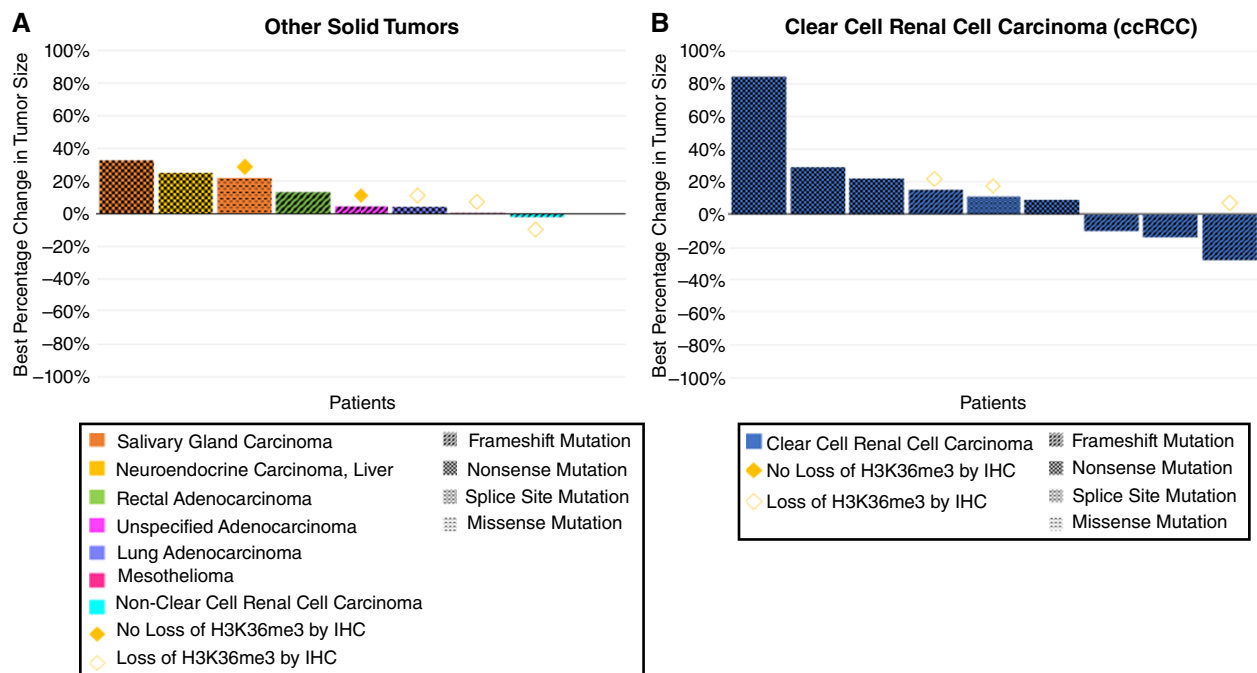 A
Other Solid Tumors
Best Percentage Change in Tumor Size
100%
80%
60%
40%
20%
0%
–20%
–40%
–60%
–80%
–100%
Patients
Salivary Gland Carcinoma
Neuroendocrine Carcinoma, Liver
Rectal Adenocarcinoma
Unspecified Adenocarcinoma
Lung Adenocarcinoma
Mesothelioma
Non-Clear Cell Renal Cell Carcinoma
No Loss of H3K36me3 by IHC
Loss of H3K36me3 by IHC
Frameshift Mutation
Nonsense Mutation
Splice Site Mutation
Missense Mutation
B
Clear Cell Renal Cell Carcinoma (ccRCC)
Best Percentage Change in Tumor Size
100%
80%
60%
40%
20%
0%
–20%
–40%
–60%
–80%
–100%
Patients
Clear Cell Renal Cell Carcinoma
No Loss of H3K36me3 by IHC
Loss of H3K36me3 by IHC
Frameshift Mutation
Nonsense Mutation
Splice Site Mutation
Missense Mutation